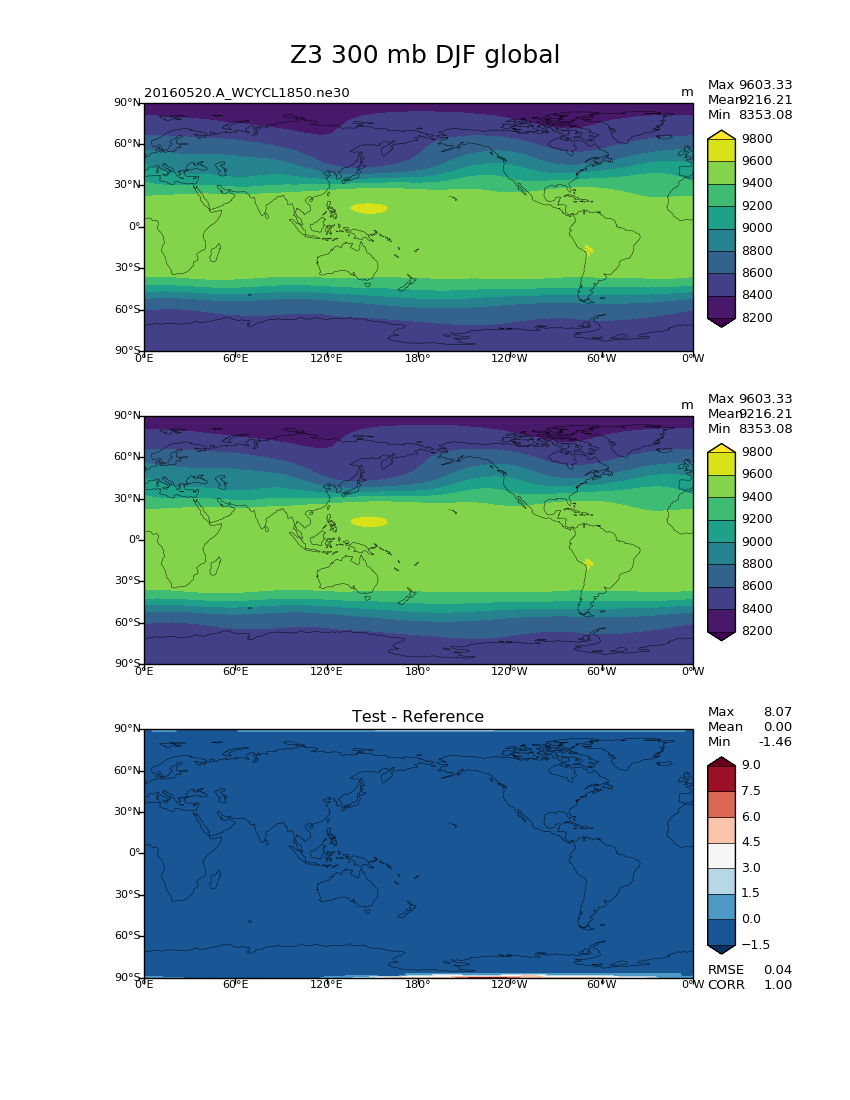 Z3 300 mb DJF global
20160520.A_WCYCL1850.ne30
m
Max 9603.33
Mean 9216.21
Min 8353.08
90°N
60°N
30°N
0°
30°S
60°S
90°S
0°E 60°E 120°E 180° 120°W 60°W 0°W
9800
9600
9400
9200
9000
8800
8600
8400
8200
m
Max 9603.33
Mean 9216.21
Min 8353.08
90°N
60°N
30°N
0°
30°S
60°S
90°S
0°E 60°E 120°E 180° 120°W 60°W 0°W
9800
9600
9400
9200
9000
8800
8600
8400
8200
Test - Reference
Max 8.07
Mean 0.00
Min -1.46
90°N
60°N
30°N
0°
30°S
60°S
90°S
0°E 60°E 120°E 180° 120°W 60°W 0°W
9.0
7.5
6.0
4.5
3.0
1.5
0.0
−1.5
RMSE 0.04
CORR 1.00